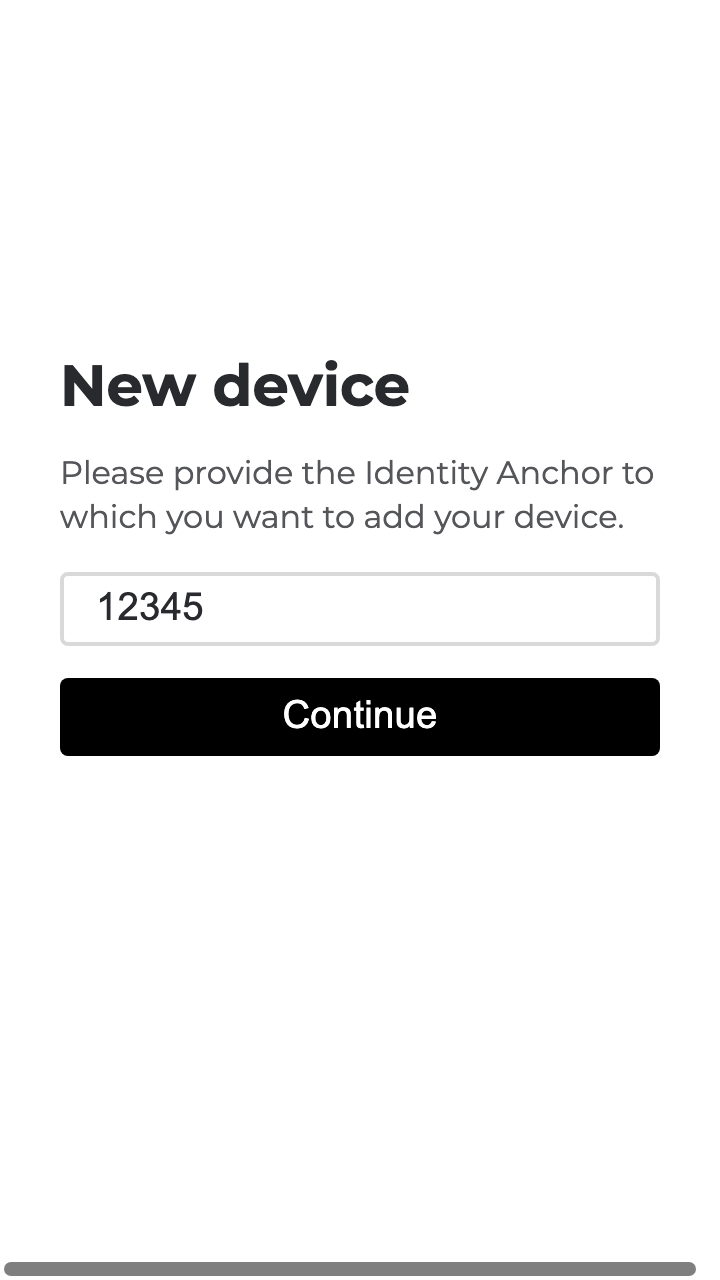 New device
Please provide the Identity Anchor to
which you want to add your device.
12345
Continue